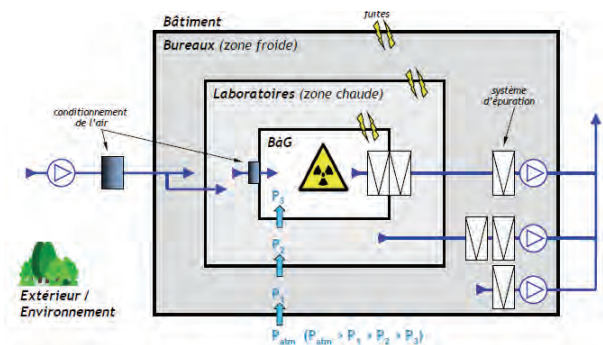 Bâtiment
fuites
Bureaux (zone froide)
Laboratoires (zone chaude)
conditionnement
de l'air
système
d'épuration
BàG
P3
P2
P1
Extérieur /
Environnement
Patm (Patm > P1 > P2 > P3)